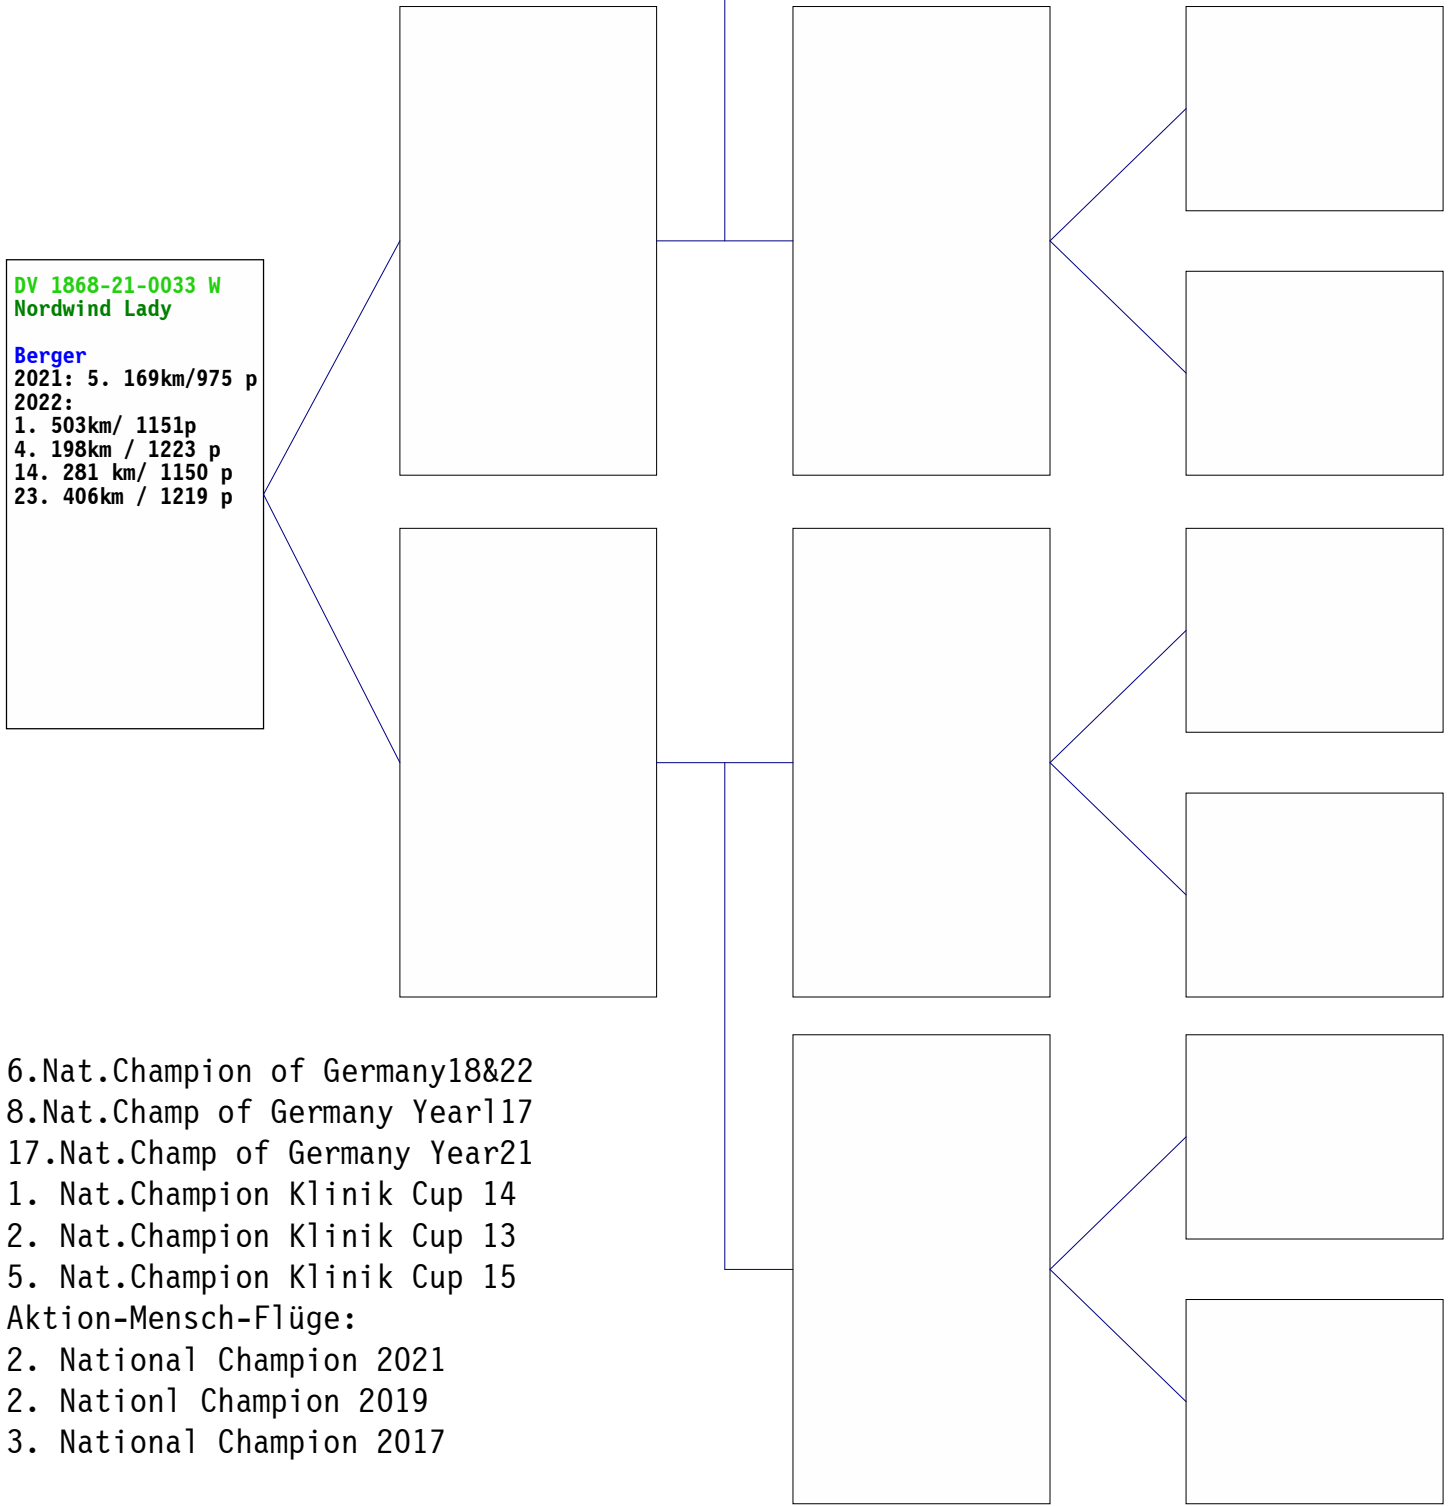 DV 1868-21-0033 W
Nordwind Lady
Berger
2021: 5. 169km/975 p
2022:
1. 503km/ 1151p
4. 198km / 1223 p
14. 281 km/ 1150 p
23. 406km / 1219 p
6.Nat.Champion of Germany18&22
8.Nat.Champ of Germany Yearl17
17.Nat.Champ of Germany Year21
1. Nat.Champion Klinik Cup 14
2. Nat.Champion Klinik Cup 13
5. Nat.Champion Klinik Cup 15
Aktion-Mensch-Flüge:
2. National Champion 2021
2. Nationl Champion 2019
3. National Champion 2017